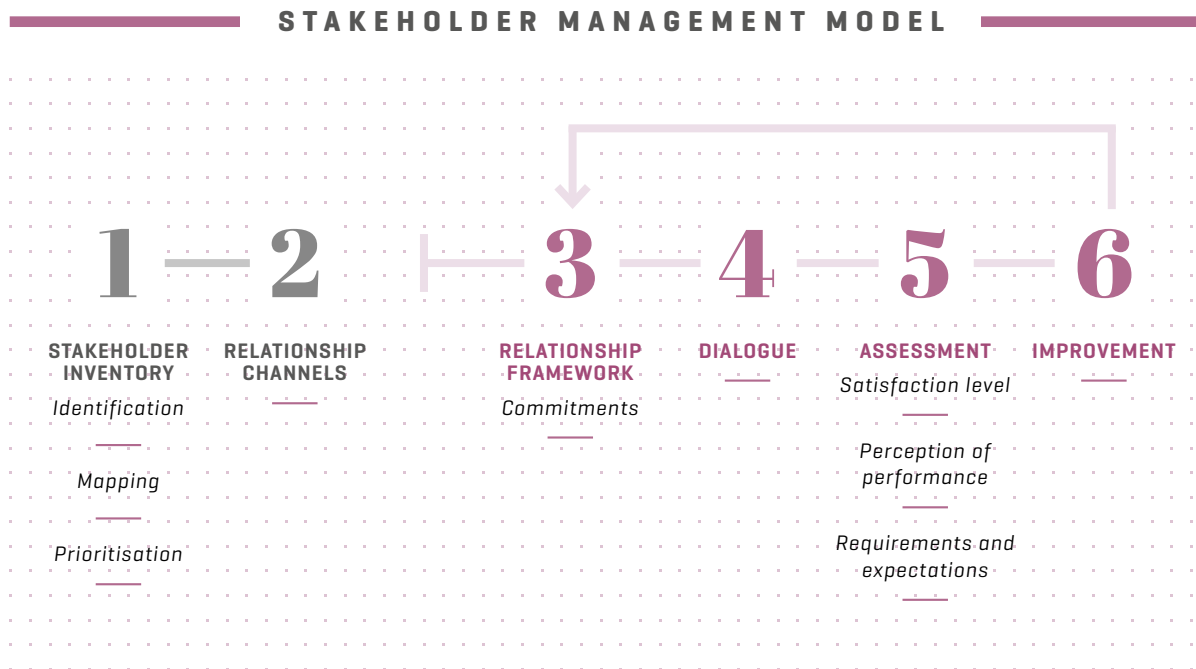 STAKEHOLDER MANAGEMENT MODEL
1
2
3
4
5
6
STAKEHOLDER
INVENTORY
Identification
Mapping
Prioritisation
RELATIONSHIP
CHANNELS
RELATIONSHIP
FRAMEWORK
Commitments
DIALOGUE
ASSESSMENT
Satisfaction level
Perception of
performance
Requirements and
expectations
IMPROVEMENT